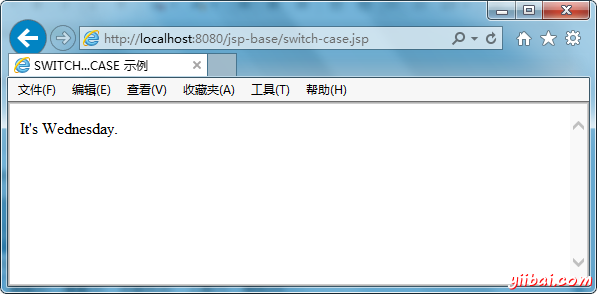 http://localhost:8080/jsp-base/switch-case.jsp
SWITCH...CASE 示例
文件(F) 编辑(E) 查看(V) 收藏夹(A) 工具(T) 帮助(H)
It's Wednesday.
yiibai.com